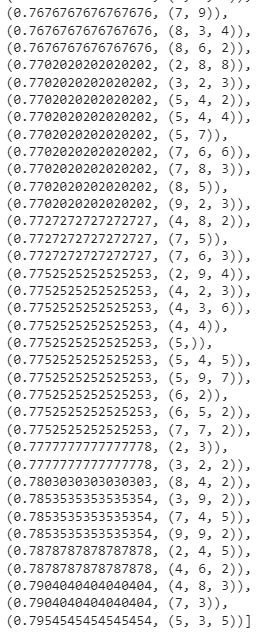 (0.7676767676767676, (7, 9)),
(0.7676767676767676, (8, 3, 4)),
(0.7676767676767676, (8, 6, 2)),
(0.7702020202020202, (2, 8, 8)),
(0.7702020202020202, (3, 2, 3)),
(0.7702020202020202, (5, 4, 2)),
(0.7702020202020202, (5, 4, 4)),
(0.7702020202020202, (5, 7)),
(0.7702020202020202, (7, 6, 6)),
(0.7702020202020202, (7, 8, 3)),
(0.7702020202020202, (8, 5)),
(0.7702020202020202, (9, 2, 3)),
(0.7727272727272727, (4, 8, 2)),
(0.7727272727272727, (7, 5)),
(0.7727272727272727, (7, 6, 3)),
(0.7752525252525253, (2, 9, 4)),
(0.7752525252525253, (4, 2, 3)),
(0.7752525252525253, (4, 3, 6)),
(0.7752525252525253, (4, 4)),
(0.7752525252525253, (5,)),
(0.7752525252525253, (5, 4, 5)),
(0.7752525252525253, (5, 9, 7)),
(0.7752525252525253, (6, 2)),
(0.7752525252525253, (6, 5, 2)),
(0.7752525252525253, (7, 7, 2)),
(0.7777777777777778, (2, 3)),
(0.7777777777777778, (3, 2, 2)),
(0.7803030303030303, (8, 4, 2)),
(0.7853535353535354, (3, 9, 2)),
(0.7853535353535354, (7, 4, 5)),
(0.7853535353535354, (9, 9, 2)),
(0.7878787878787878, (2, 4, 5)),
(0.7878787878787878, (4, 6, 2)),
(0.7904040404040404, (4, 8, 3)),
(0.7904040404040404, (7, 3)),
(0.7954545454545454, (5, 3, 5))]